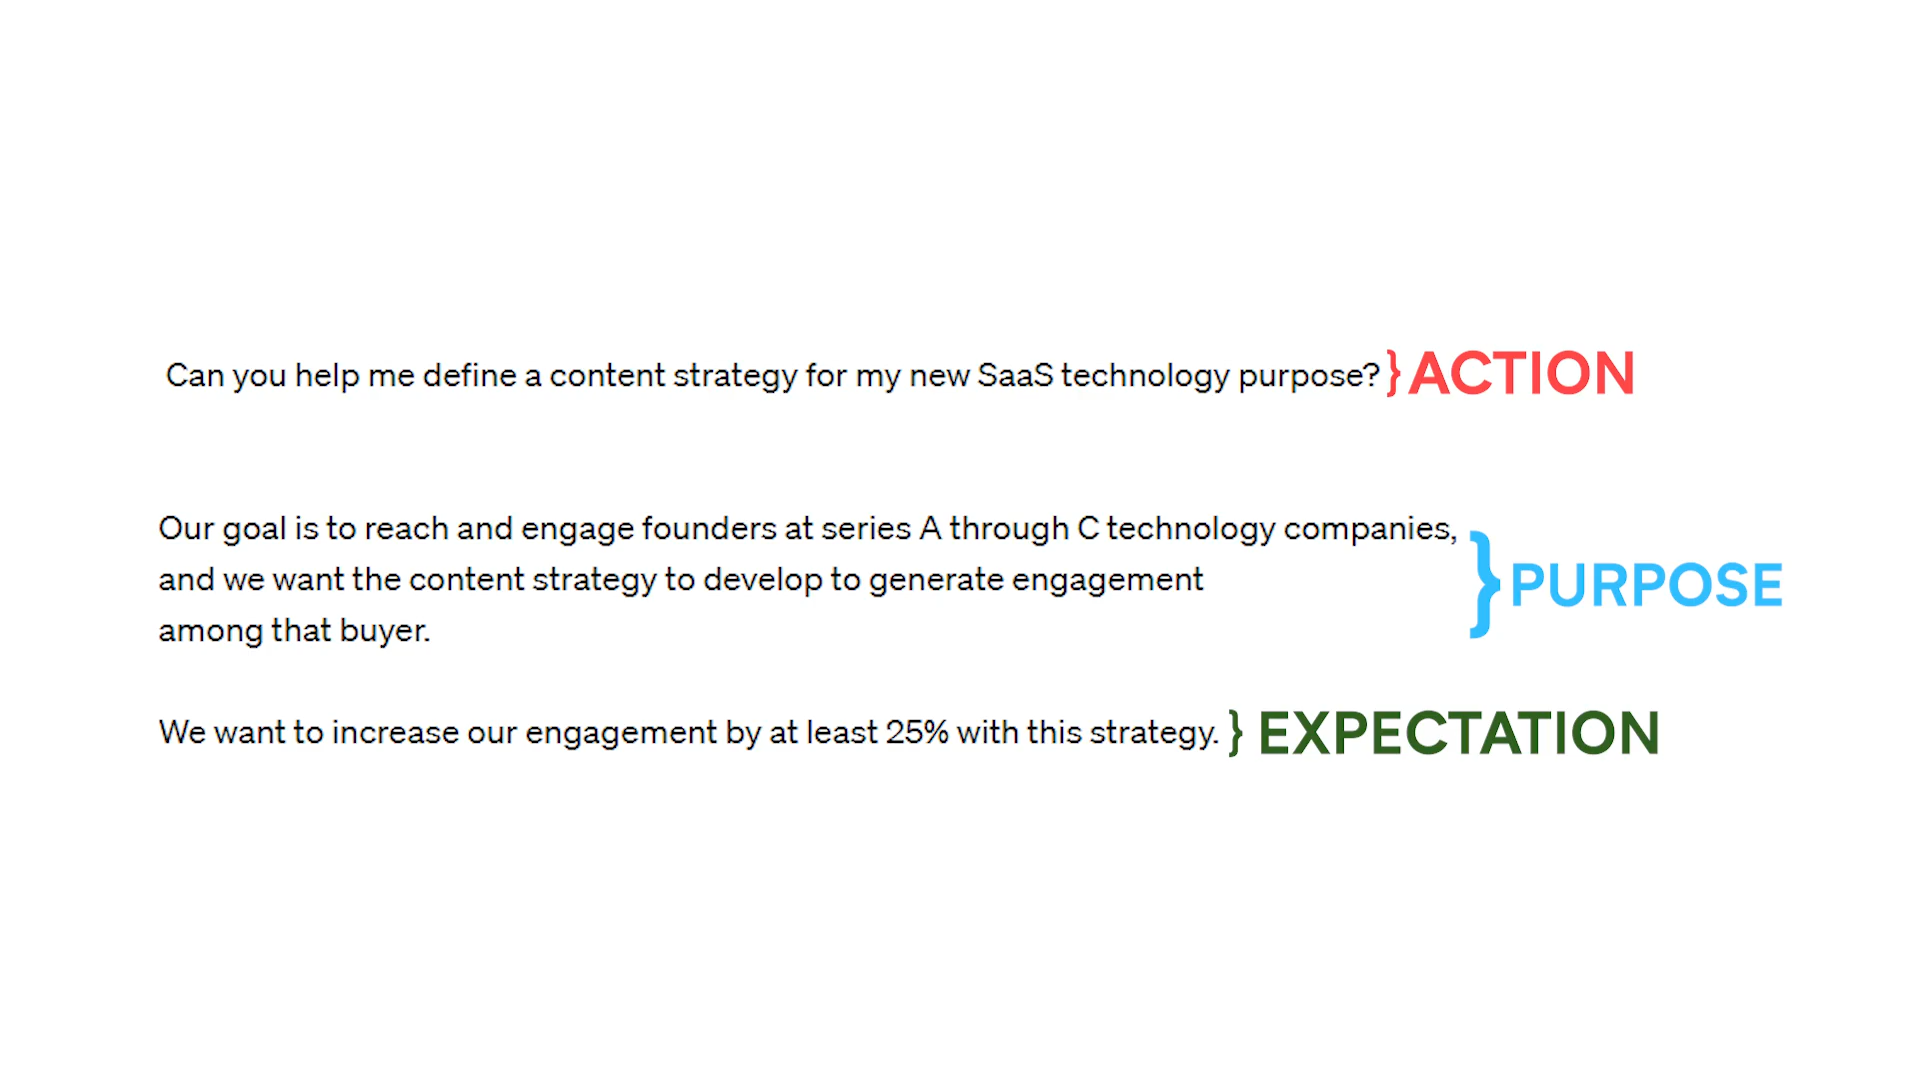 Can you help me define a content strategy for my new SaaS technology purpose? } ACTION
Our goal is to reach and engage founders at series A through C technology companies,
and we want the content strategy to develop to generate engagement } PURPOSE
among that buyer.
We want to increase our engagement by at least 25% with this strategy. } EXPECTATION